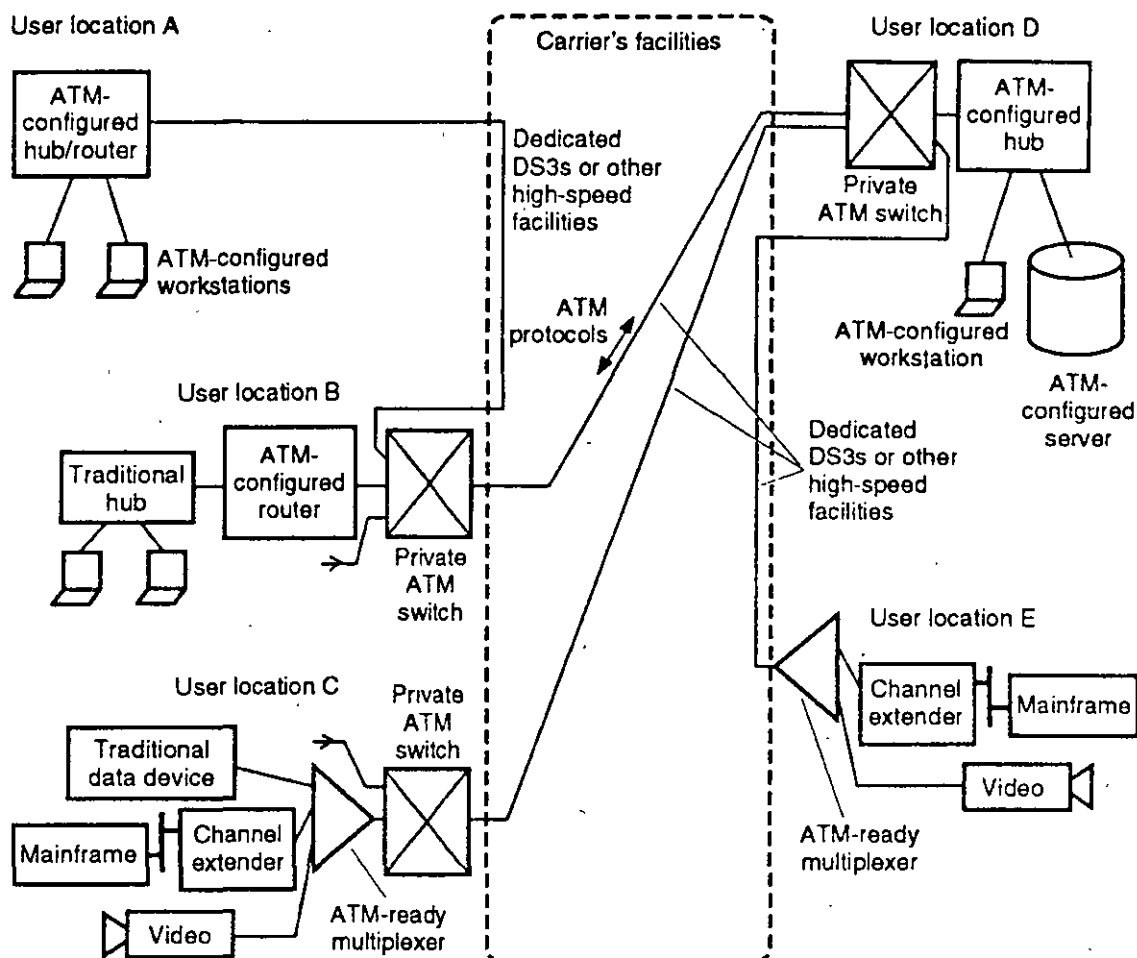 User location A
ATM-
configured
hub/router
ATM-configured
workstations
Carrier's facilities
Dedicated
DS3s or other
high-speed
facilities
User location D
Private
ATM switch
ATM-
configured
hub
ATM-configured
workstation
ATM-
configured
server
ATM
protocols
User location B
Traditional
hub
ATM-
configured
router
Private
ATM
switch
Dedicated
DS3s or other
high-speed
facilities
User location C
Private
ATM
switch
Traditional
data device
Mainframe
Channel
extender
Video
ATM-ready
multiplexer
User location E
Channel
extender
Mainframe
Video
ATM-ready
multiplexer